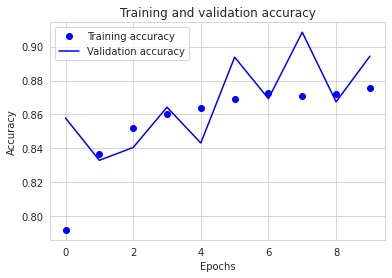 Training and validation accuracy
Training accuracy
Validation accuracy
0.90
0.88
0.86
0.84
0.82
0.80
Accuracy
0 2 4 6 8
Epochs